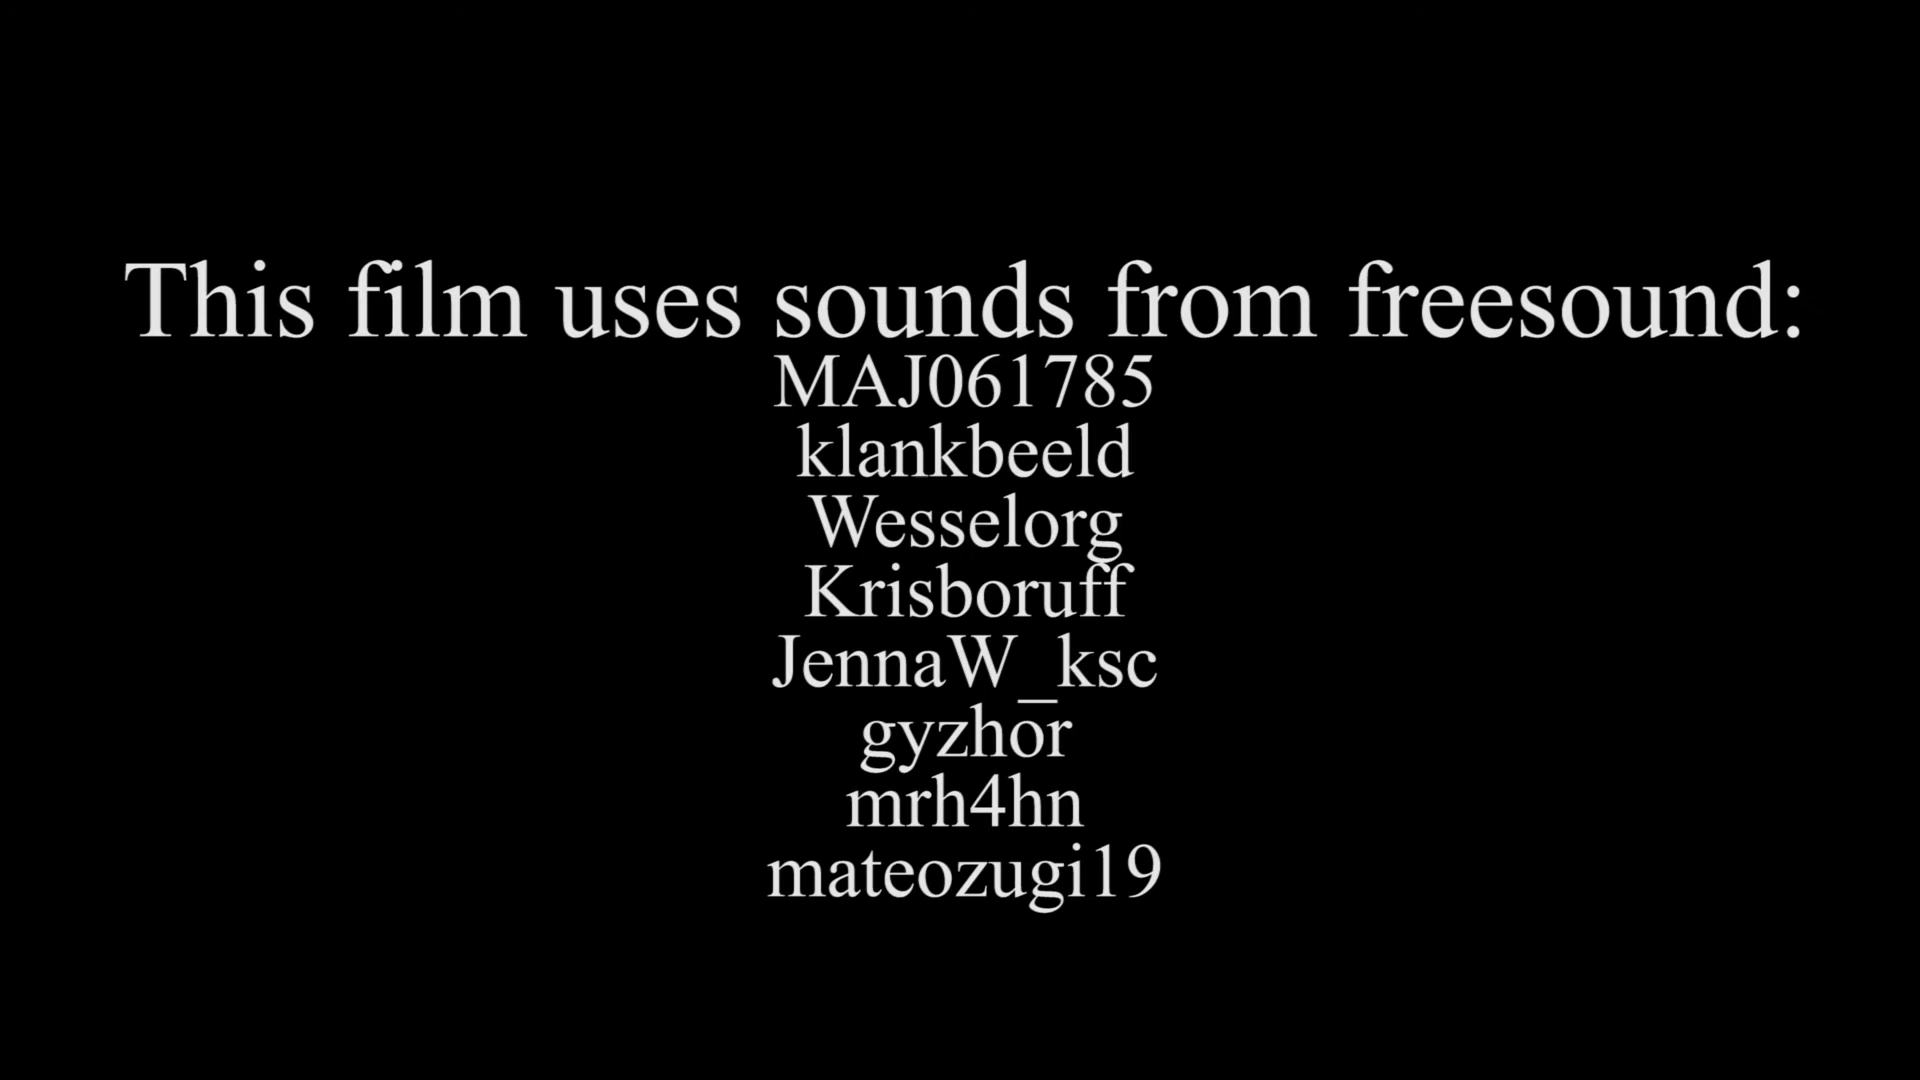 This film uses sounds from freesound:
MAJ061785
klankbeeld
Wesselorg
Krisboruff
JennaW_ksc
gyzhor
mrh4hn
mateozugi19